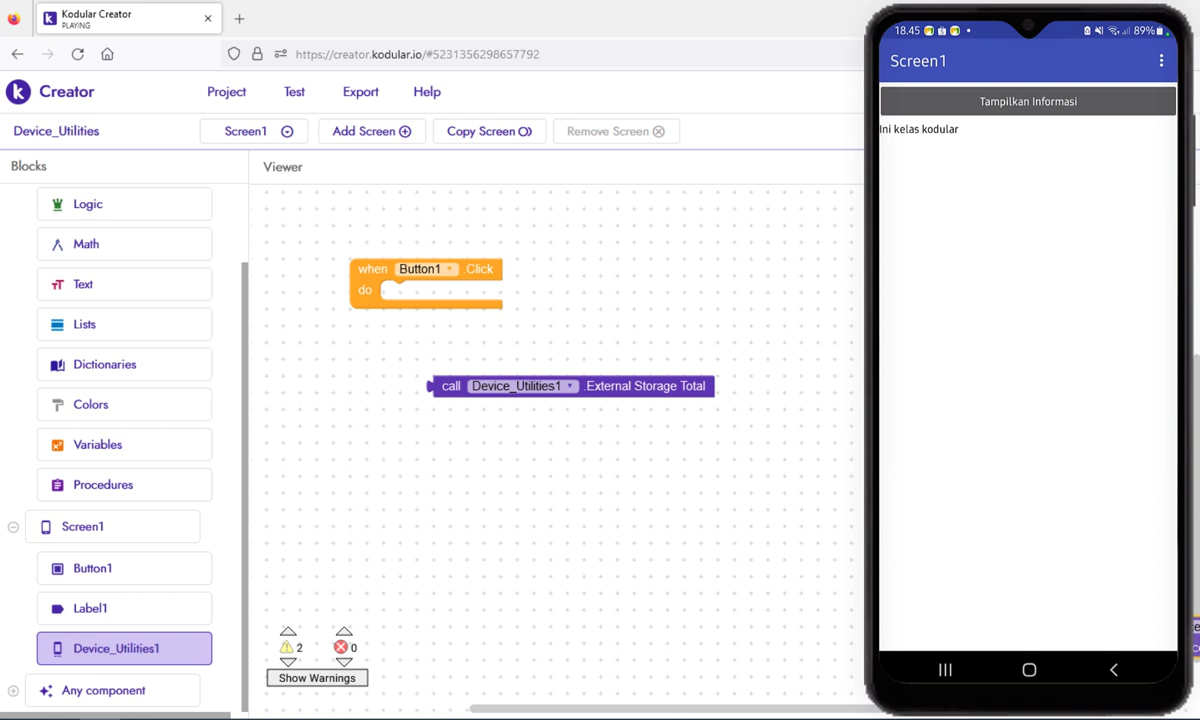 Kodular Creator
PLAYING
https://creator.kodular.io/#5231356298657792
Creator
Project
Test
Export
Help
Device_Utilities
Screen1
Add Screen
Copy Screen
Remove Screen
Blocks
Viewer
Logic
Math
Text
Lists
Dictionaries
Colors
Variables
Procedures
Screen1
Button1
Label1
Device_Utilities1
Any component
when Button1 .Click
do
call Device_Utilities1 .External Storage Total
2
0
Show Warnings
18.45
89%
Screen1
Tampilkan Informasi
Ini kelas kodular